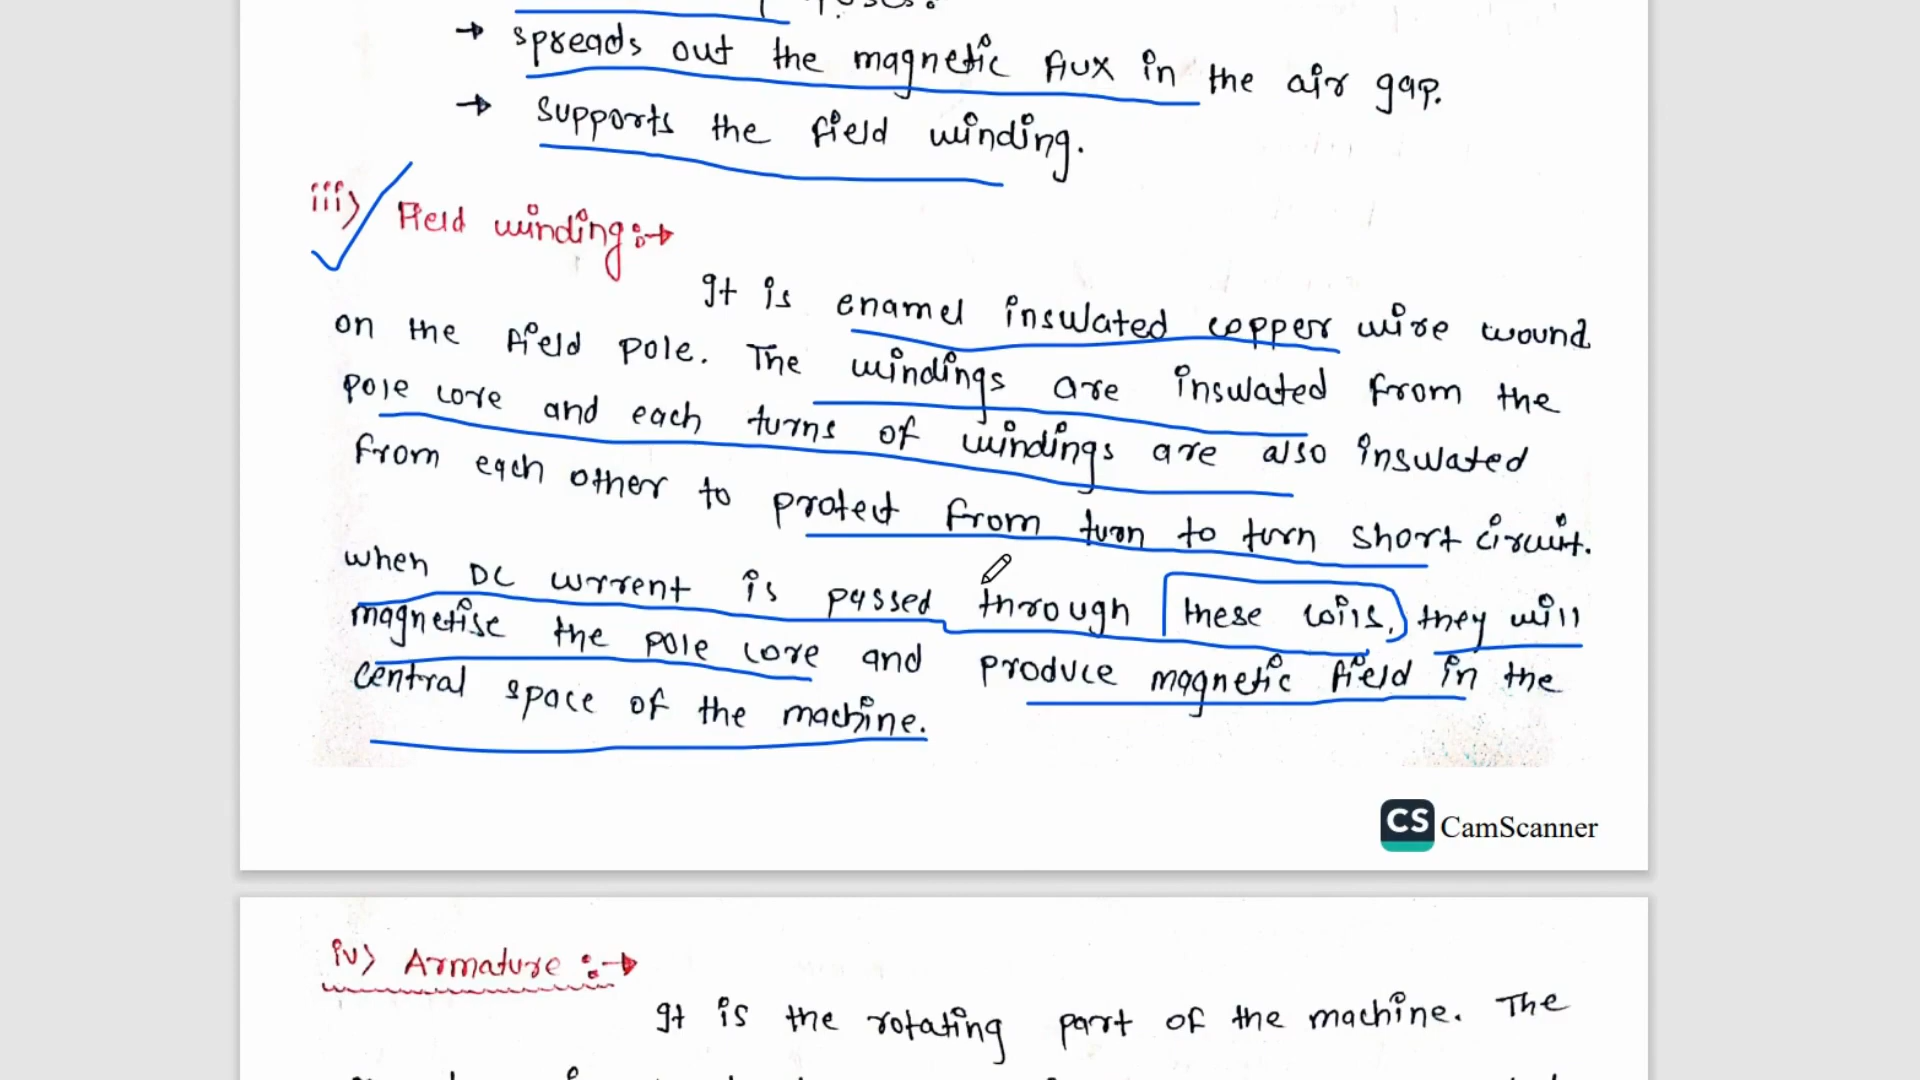 → spreads out the magnetic flux in the air gap.
→ supports the field winding.
iii) Field winding:→
It is enamel insulated copper wire wound
on the field pole. The windings are insulated from the
pole core and each turns of windings are also insulated
from each other to protect from turn to turn short circuit.
when DC current is passed through these coils, they will
magnetise the pole core and produce magnetic field in the
central space of the machine.
CS CamScanner
iv) Armature :→
It is the rotating part of the machine. The